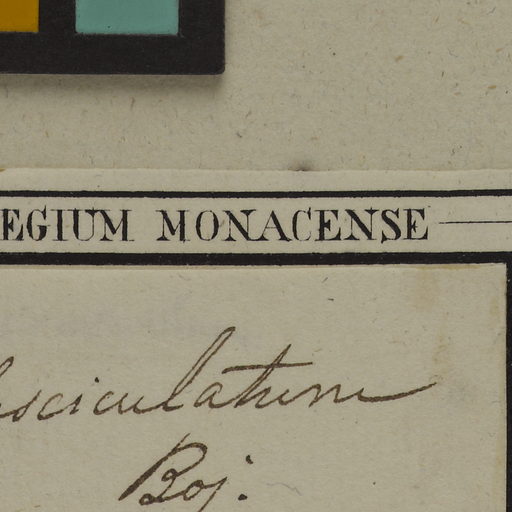 EGIUM MONACENSE
sciculatum
Boj.